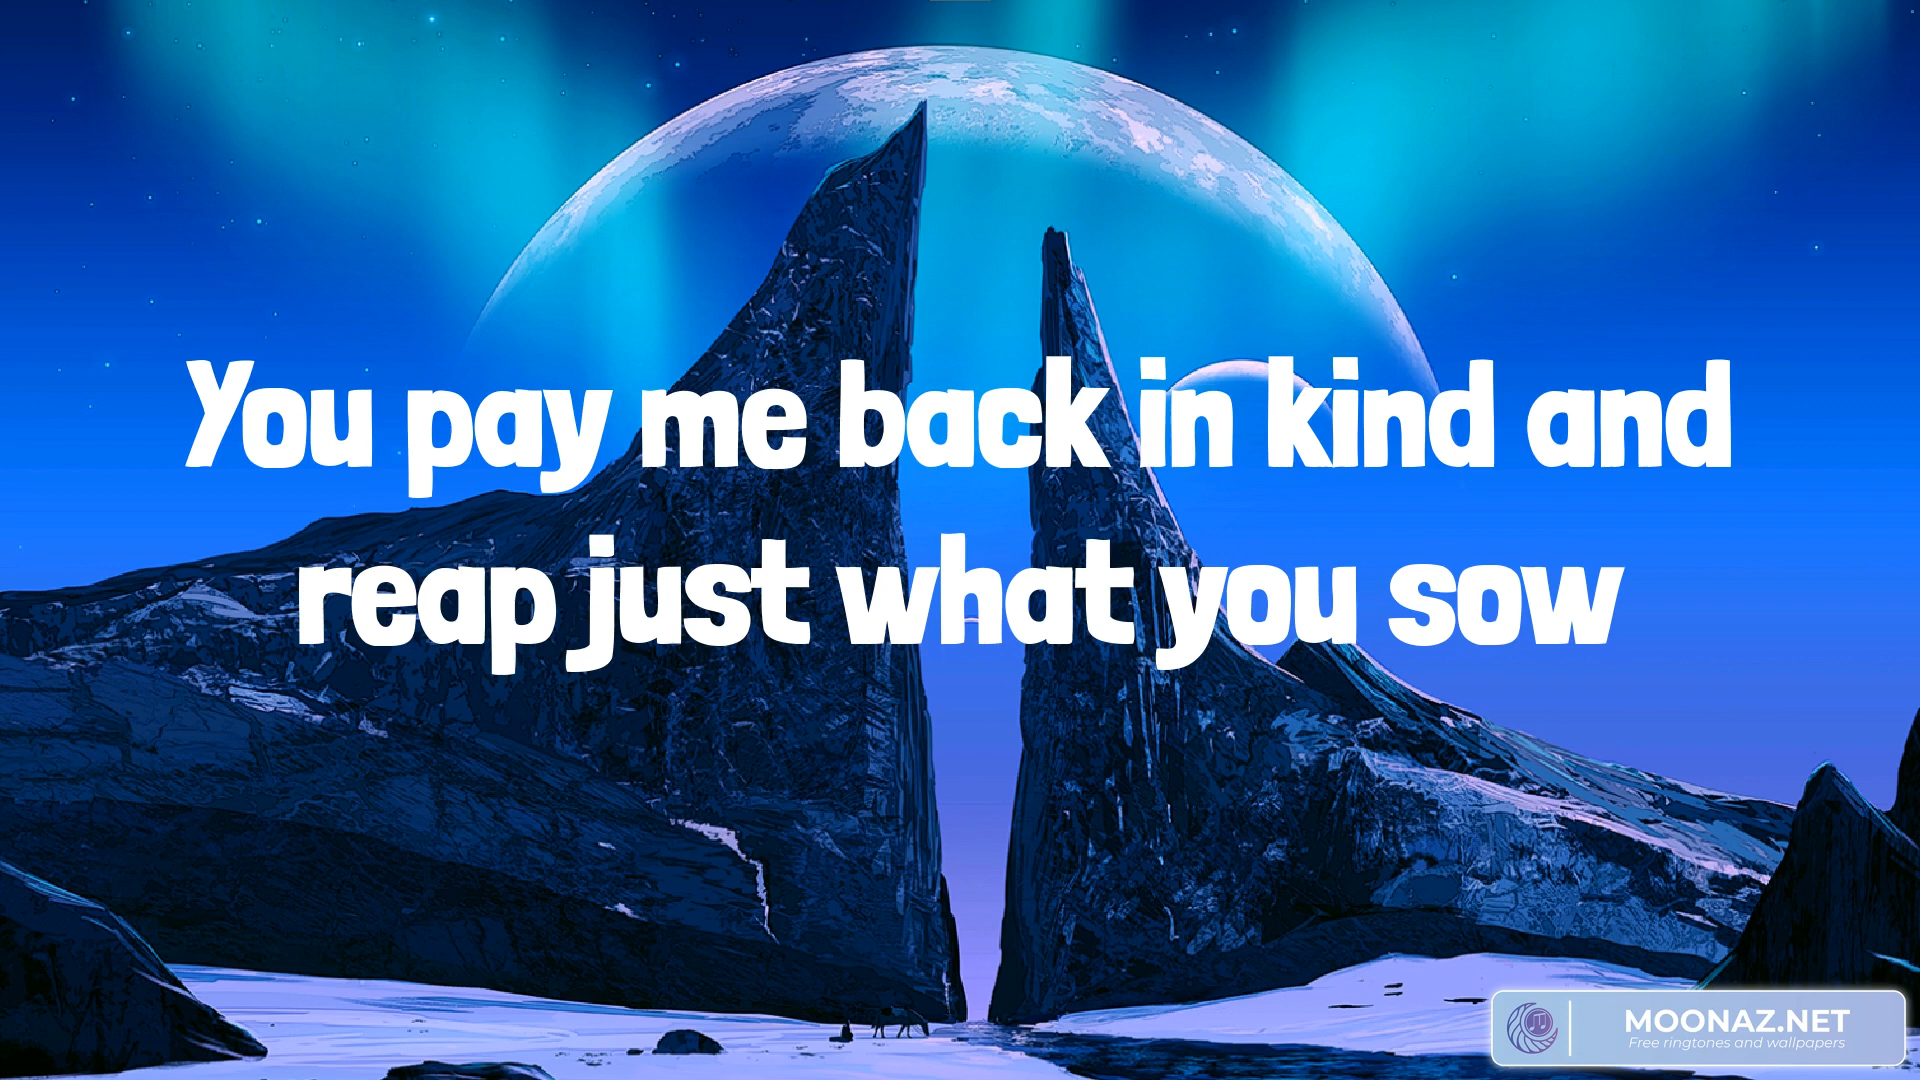 You pay me back in kind and
reap just what you sow
MOONAZ.NET
Free ringtones and wallpapers